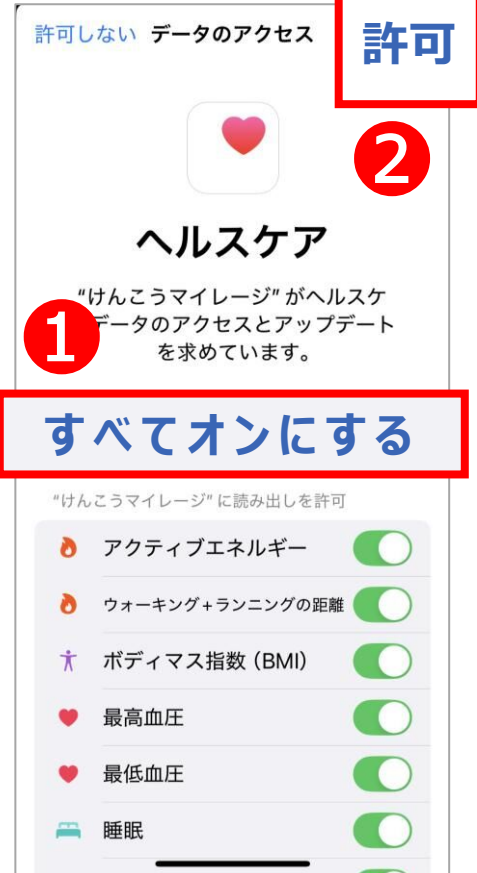 許可しない データのアクセス 許可
2
ヘルスケア
“けんこうマイレージ” がヘルスケ
データのアクセスとアップデート
を求めています。
1
すべてオンにする
“けんこうマイレージ” に読み出しを許可
アクティブエネルギー
ウォーキング+ランニングの距離
ボディマス指数（BMI）
最高血圧
最低血圧
睡眠